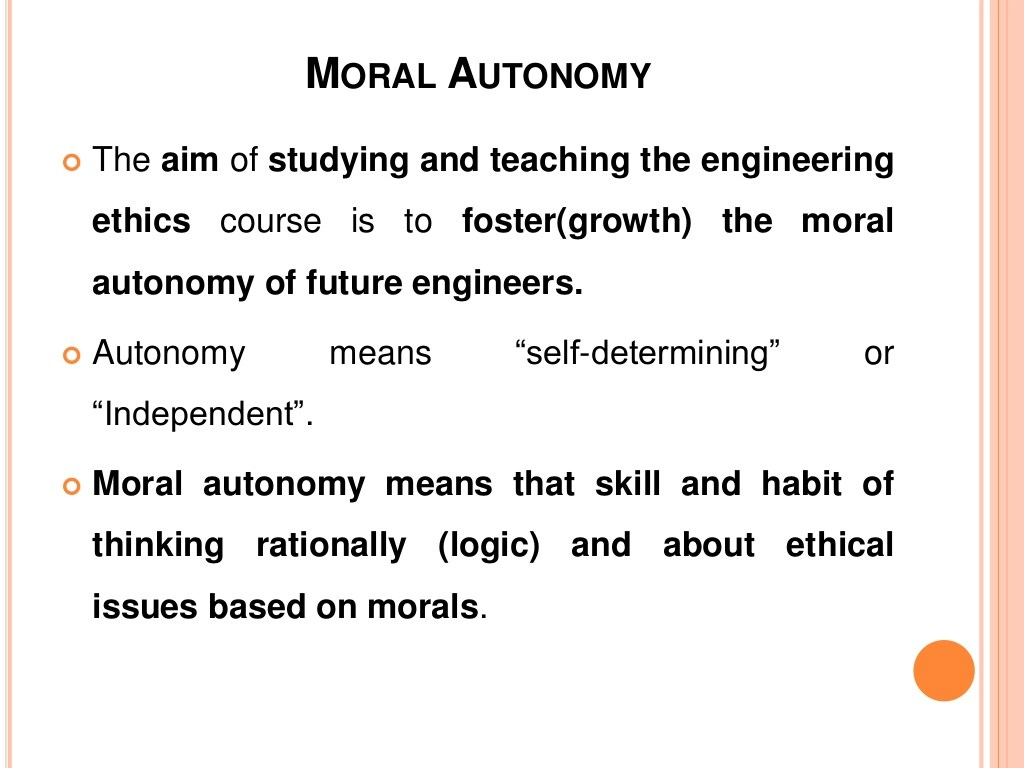 MORAL AUTONOMY
The aim of studying and teaching the engineering
ethics course is to foster(growth) the moral
autonomy of future engineers.
Autonomy means “self-determining” or
“Independent”.
Moral autonomy means that skill and habit of
thinking rationally (logic) and about ethical
issues based on morals.